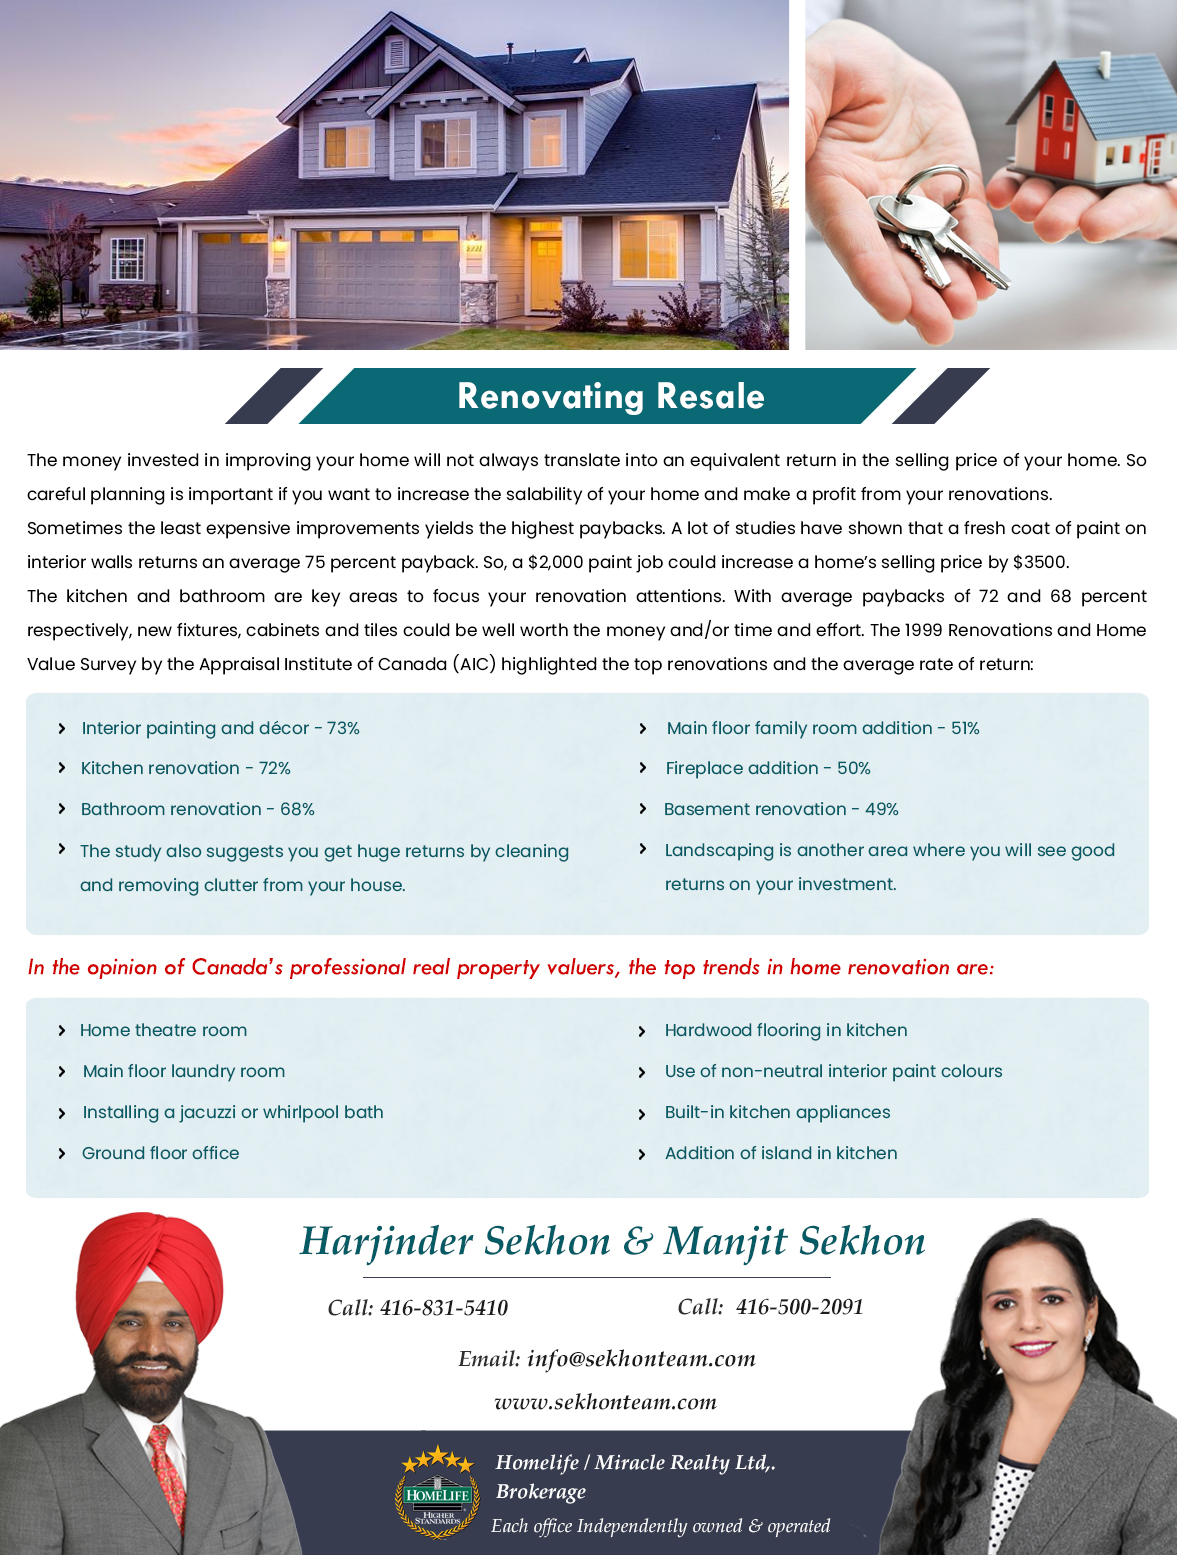 Renovating Resale
The money invested in improving your home will not always translate into an equivalent return in the selling price of your home. So
careful planning is important if you want to increase the salability of your home and make a profit from your renovations.
Sometimes the least expensive improvements yields the highest paybacks. A lot of studies have shown that a fresh coat of paint on
interior walls returns an average 75 percent payback. So, a $2,000 paint job could increase a home's selling price by $3500.
The kitchen and bathroom are key areas to focus your renovation attentions. With average paybacks of 72 and 68 percent
respectively, new fixtures, cabinets and tiles could be well worth the money and/or time and effort. The 1999 Renovations and Home
Value Survey by the Appraisal Institute of Canada (AIC) highlighted the top renovations and the average rate of return:
Interior painting and décor - 73%
Kitchen renovation - 72%
Bathroom renovation - 68%
The study also suggests you get huge returns by cleaning
and removing clutter from your house.
Main floor family room addition - 51%
Fireplace addition - 50%
Basement renovation - 49%
Landscaping is another area where you will see good
returns on your investment.
In the opinion of Canada's professional real property valuers, the top trends in home renovation are:
Home theatre room
Main floor laundry room
Installing a jacuzzi or whirlpool bath
Ground floor office
Hardwood flooring in kitchen
Use of non-neutral interior paint colours
Built-in kitchen appliances
Addition of island in kitchen
Harjinder Sekhon & Manjit Sekhon
Call: 416-831-5410
Call: 416-500-2091
Email: info@sekhonteam.com
www.sekhonteam.com
HOMELIFE
HIGHER
STANDARDS
Homelife / Miracle Realty Ltd,.
Brokerage
Each office Independently owned & operated